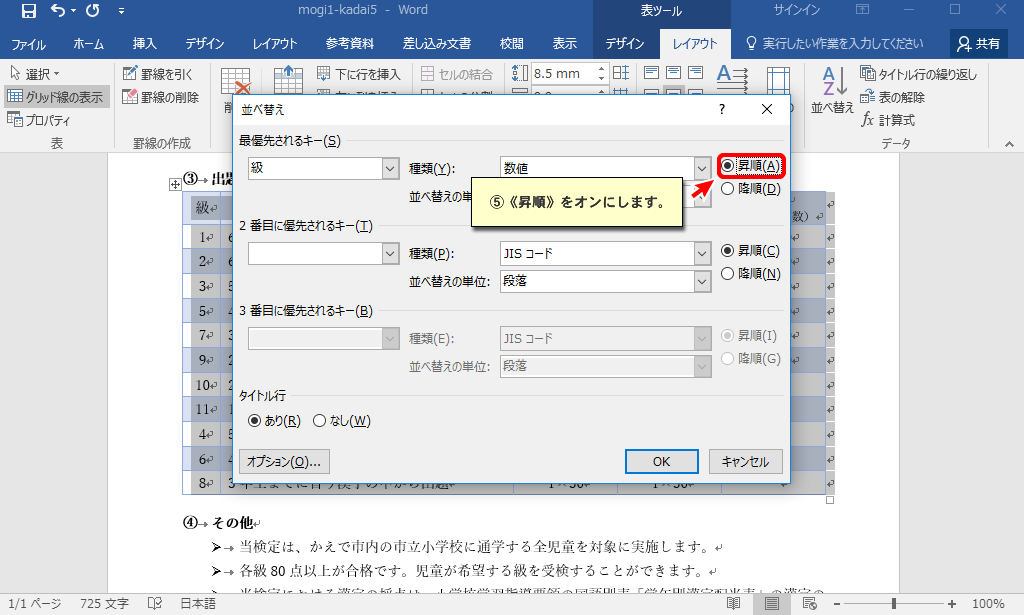 mogi1-kadai5 - Word
表ツール
サインイン
ファイル ホーム 挿入 デザイン レイアウト 参考資料 差し込み文書 校閲 表示 デザイン レイアウト 実行したい作業を入力してください 共有
選択 罫線を引く 下に行を挿入 セルの結合 8.5 mm タイトル行の繰り返し
グリッド線の表示 罫線の削除 並べ替え 表の解除
プロパティ 計算式
表 罫線の作成 データ
並べ替え ?
最優先されるキー(S)
級 種類(Y): 数値 昇順(A)
並べ替えの単 降順(D)
⑤《昇順》をオンにします。
2 番目に優先されるキー(T)
種類(P): JIS コード 昇順(C)
並べ替えの単位: 段落 降順(N)
3 番目に優先されるキー(B)
種類(E): JIS コード 昇順(I)
並べ替えの単位: 段落 降順(G)
タイトル行
あり(R) なし(W)
オプション(O)... OK キャンセル
③ 出題
級 数）
1 6
2 6
3
5
7
9
10
11
4
6
8
④ その他
➢ 当検定は、かえで市内の市立小学校に通学する全児童を対象に実施します。
➢ 各級 80 点以上が合格です。児童が希望する級を受検することができます。
1/1 ページ 725 文字 日本語 100%